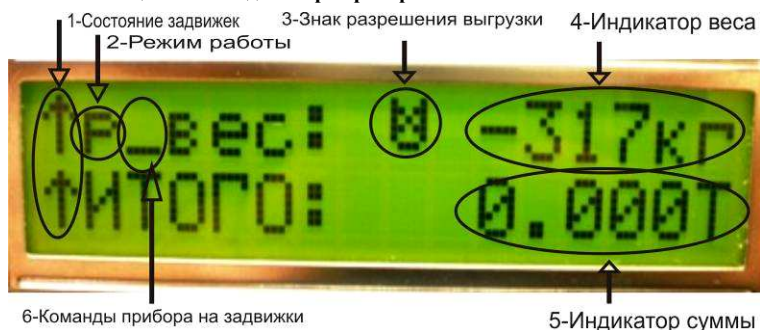 1-Состояние задвижек
2-Режим работы
3-Знак разрешения выгрузки
4-Индикатор веса
↑Р_вес: -317кг
↑ИТОГО: 0.000Т
6-Команды прибора на задвижки
5-Индикатор суммы